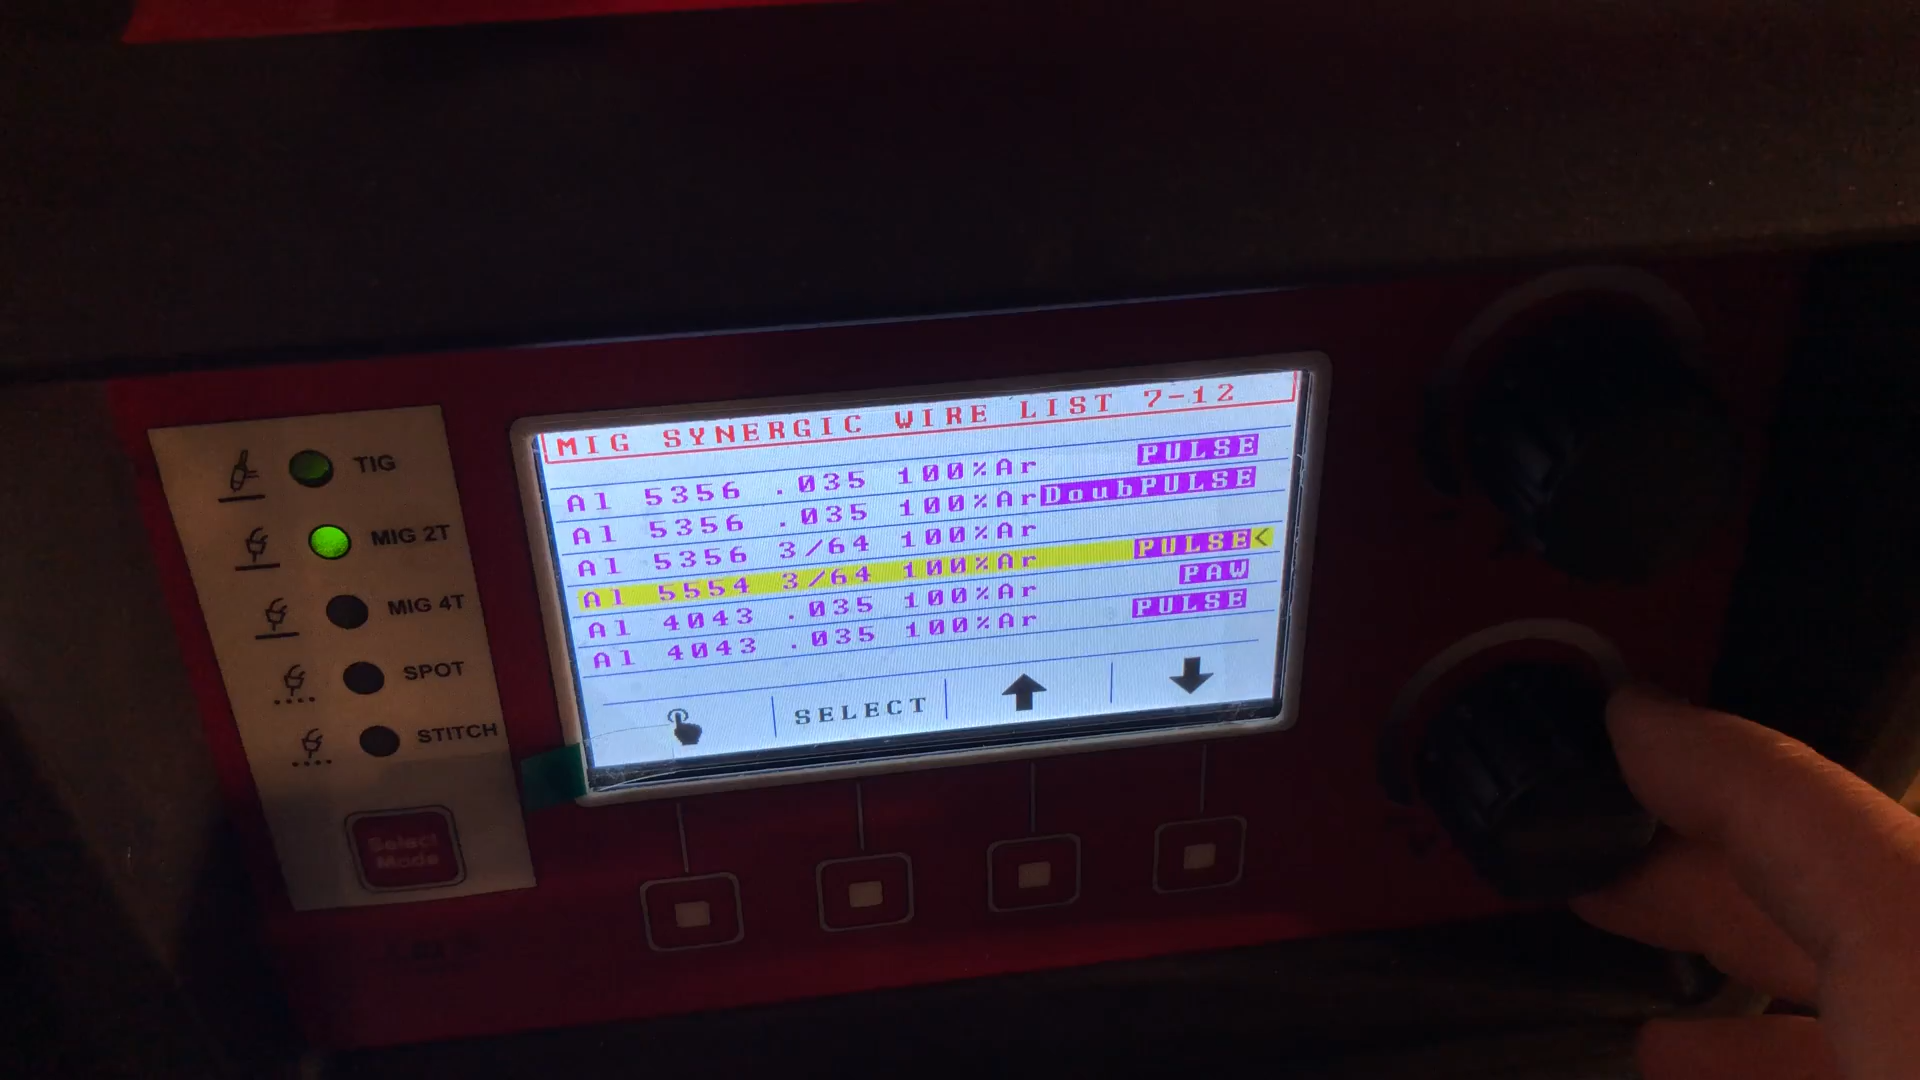 MIG SYNERGIC WIRE LIST 7-12
Al 5356 .035 100%Ar PULSE
Al 5356 .035 100%Ar DoubPULSE
Al 5356 3/64 100%Ar
Al 5554 3/64 100%Ar PULSE<
Al 4043 .035 100%Ar PAW
Al 4043 .035 100%Ar PULSE
SELECT
TIG
MIG 2T
MIG 4T
SPOT
STITCH
Select
Mode